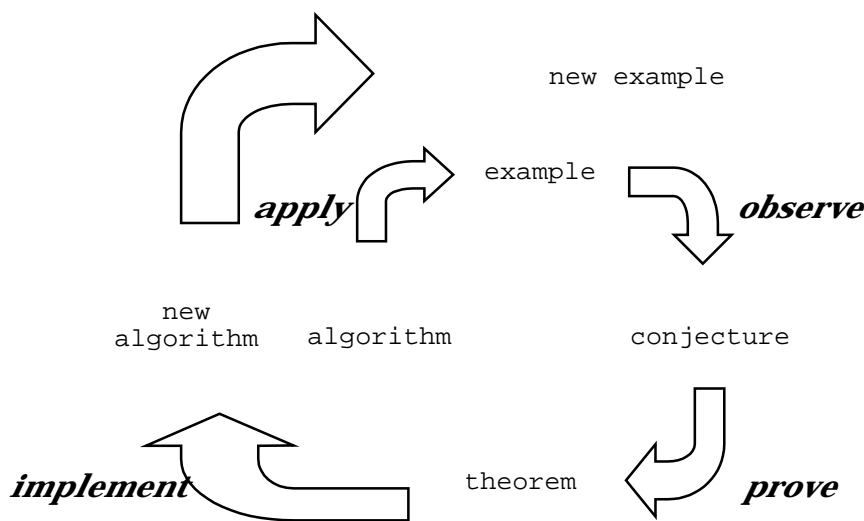 new example
example
apply
observe
new
algorithm
algorithm
conjecture
implement
theorem
prove